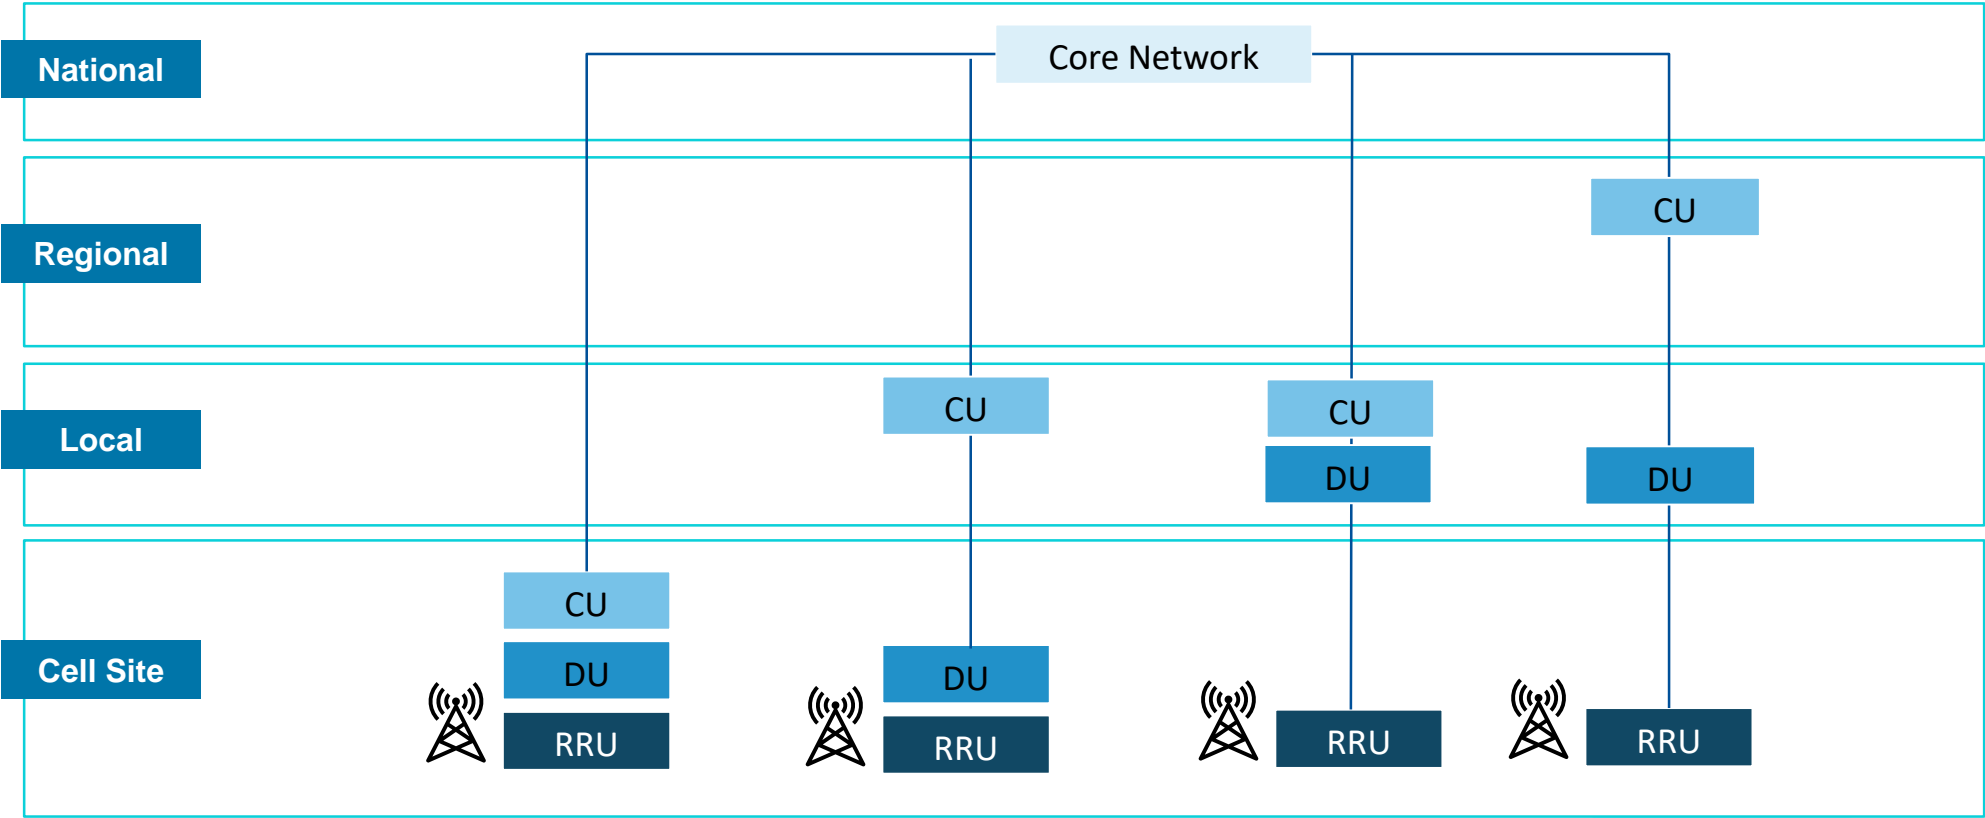 National
Core Network
Regional
CU
Local
CU
CU
DU
DU
Cell Site
CU
DU
RRU
DU
RRU
RRU
RRU